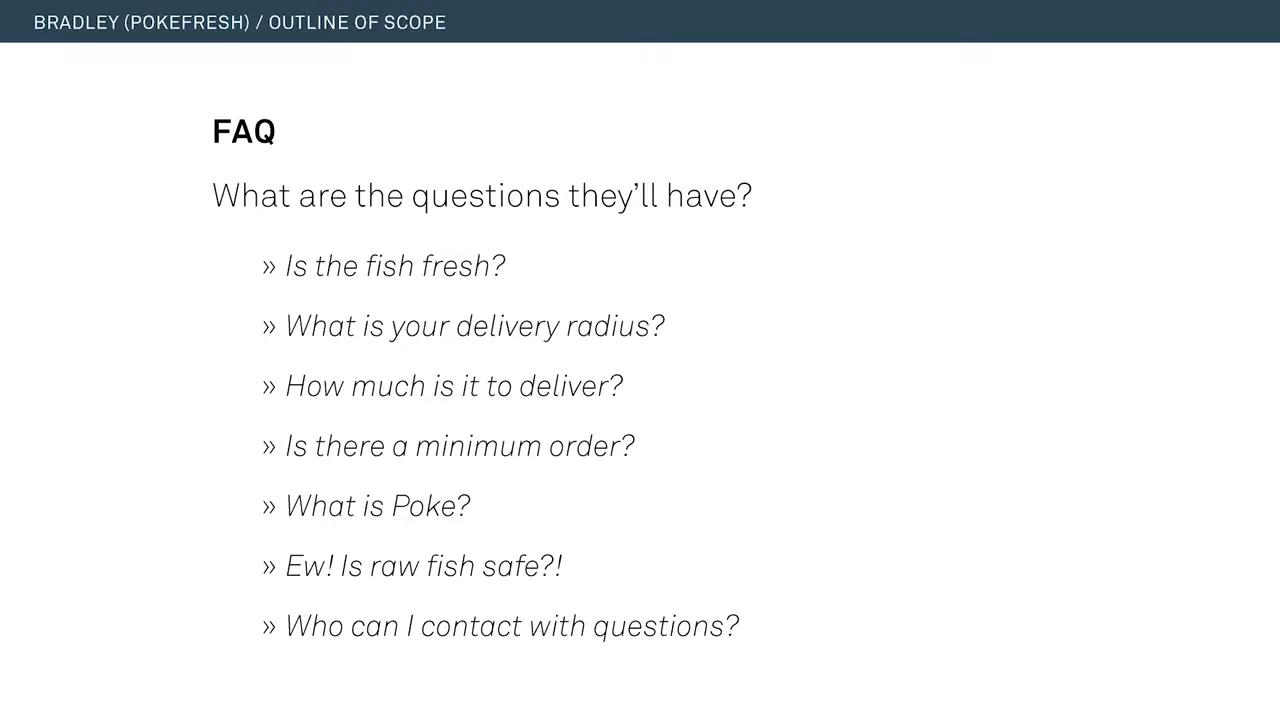 BRADLEY (POKEFRESH) / OUTLINE OF SCOPE
FAQ
What are the questions they’ll have?
» Is the fish fresh?
» What is your delivery radius?
» How much is it to deliver?
» Is there a minimum order?
» What is Poke?
» Ew! Is raw fish safe?!
» Who can I contact with questions?